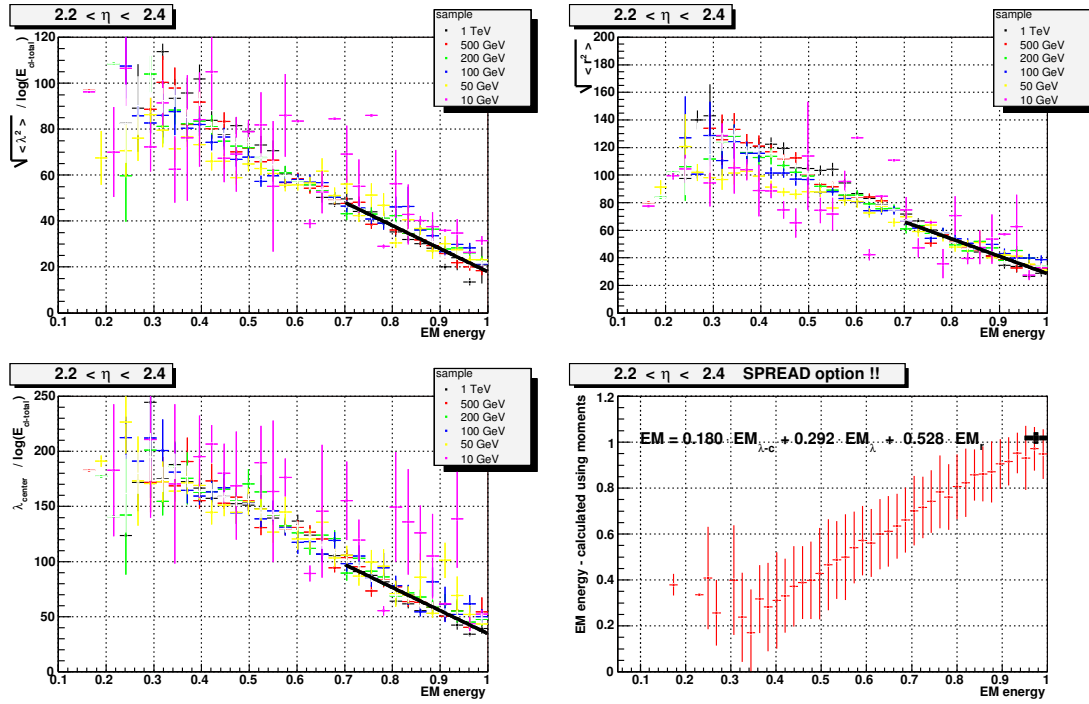 2.2 < η < 2.4
sample
1 TeV
500 GeV
200 GeV
100 GeV
50 GeV
10 GeV
√< λ² > / log(E_cl-total)
120
100
80
60
40
20
0
0.1 0.2 0.3 0.4 0.5 0.6 0.7 0.8 0.9 1
EM energy
2.2 < η < 2.4
sample
1 TeV
500 GeV
200 GeV
100 GeV
50 GeV
10 GeV
√< r² >
200
180
160
140
120
100
80
60
40
20
0
0.1 0.2 0.3 0.4 0.5 0.6 0.7 0.8 0.9 1
EM energy
2.2 < η < 2.4
sample
1 TeV
500 GeV
200 GeV
100 GeV
50 GeV
10 GeV
λ_center / log(E_cl-total)
250
200
150
100
50
0
0.1 0.2 0.3 0.4 0.5 0.6 0.7 0.8 0.9 1
EM energy
2.2 < η < 2.4 SPREAD option !!
EM = 0.180 · EM_λ-c + 0.292 · EM_λ + 0.528 · EM_r
EM energy - calculated using moments
1.2
1
0.8
0.6
0.4
0.2
0
0.1 0.2 0.3 0.4 0.5 0.6 0.7 0.8 0.9 1
EM energy